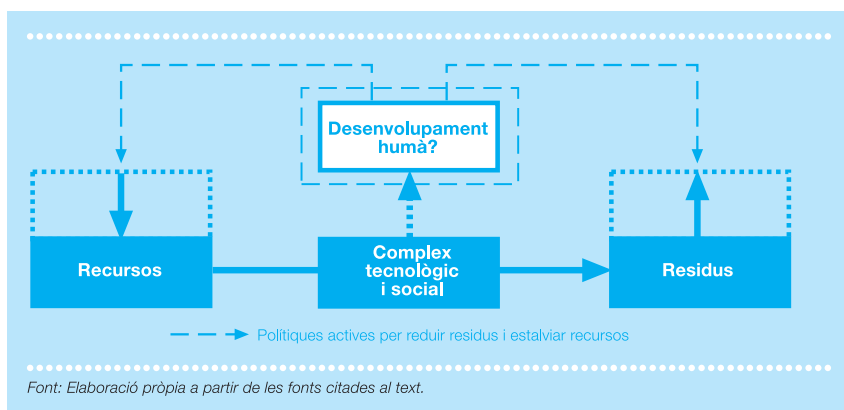 Desenvolupament
humà?
Recursos
Complex
tecnològic
i social
Residus
Polítiques actives per reduir residus i estalviar recursos
Font: Elaboració pròpia a partir de les fonts citades al text.